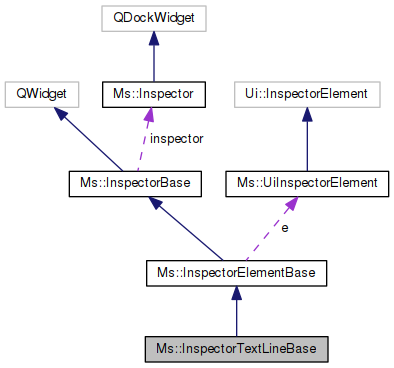 QDockWidget
QWidget
Ms::Inspector
Ui::InspectorElement
inspector
Ms::InspectorBase
Ms::UiInspectorElement
e
Ms::InspectorElementBase
Ms::InspectorTextLineBase